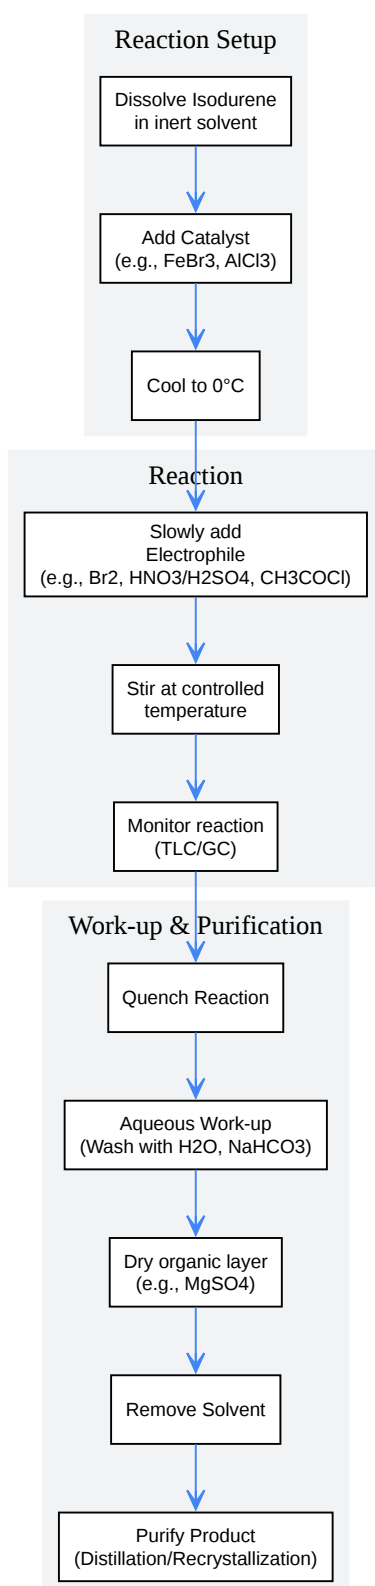 Reaction Setup
Dissolve Isodurene
in inert solvent
Add Catalyst
(e.g., FeBr3, AlCl3)
Cool to 0°C
Reaction
Slowly add
Electrophile
(e.g., Br2, HNO3/H2SO4, CH3COCl)
Stir at controlled
temperature
Monitor reaction
(TLC/GC)
Work-up & Purification
Quench Reaction
Aqueous Work-up
(Wash with H2O, NaHCO3)
Dry organic layer
(e.g., MgSO4)
Remove Solvent
Purify Product
(Distillation/Recrystallization)